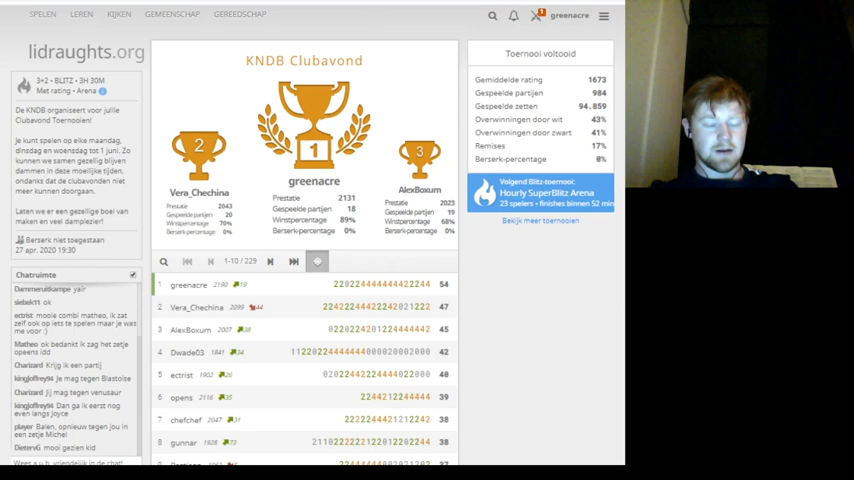 SPELEN LEREN KIJKEN GEMEENSCHAP GEREEDSCHAP
1 greenacre
lidraughts.org
3+2 • BLITZ • 3H 30M
Met rating • Arena
De KNDB organiseert voor jullie
Clubavond Toernooien!
Je kunt spelen op elke maandag,
dinsdag en woensdag tot 1 juni. Zo
kunnen we samen gezellig blijven
dammen in deze moeilijke tijden,
ondanks dat de clubavonden niet
meer kunnen doorgaan.
Laten we er een gezellige boel van
maken en veel damplezier!
Berserk niet toegestaan
27 apr. 2020 19:30
Chatruimte
Dammeruitkampe yair
siebek11 ok
ectrist mooie combi matheo, ik zat
zelf ook op iets te spelen maar je was
me voor :)
Matheo ok bedankt ik zag het zetje
opeens idd
Charizard Krijg ik een partij
kingjoffrey94 Je mag tegen Blastoise
Charizard Jij mag tegen venusaur
kingjoffrey94 Dan ga ik eerst nog
even langs Joyce
player Balen, opnieuw tegen jou in
een zetje Michel
DietervG mooi gezien kid
Wees a.u.b. vriendelijk in de chat!
KNDB Clubavond
2
1
3
Vera_Chechina
Prestatie 2043
Gespeelde partijen 20
Winstpercentage 70%
Berserk-percentage 0%
greenacre
Prestatie 2131
Gespeelde partijen 18
Winstpercentage 89%
Berserk-percentage 0%
AlexBoxum
Prestatie 2023
Gespeelde partijen 19
Winstpercentage 68%
Berserk-percentage 0%
1-10 / 229
1 greenacre 2190 19 220224444444422244 54
2 Vera_Chechina 2099 44 22422244422242021222 47
3 AlexBoxum 2007 38 0220224201224444442 45
4 Dwade03 1841 34 42
5 ectrist 1902 26 40
6 opens 2116 35 39
7 chefchef 2047 31 38
8 gunnar 1928 73 38
Toernooi voltooid
Gemiddelde rating 1673
Gespeelde partijen 984
Gespeelde zetten 94.859
Overwinningen door wit 43%
Overwinningen door zwart 41%
Remises 17%
Berserk-percentage 0%
Volgend Blitz-toernooi:
Hourly SuperBlitz Arena
23 spelers • finishes binnen 52 min
Bekijk meer toernooien